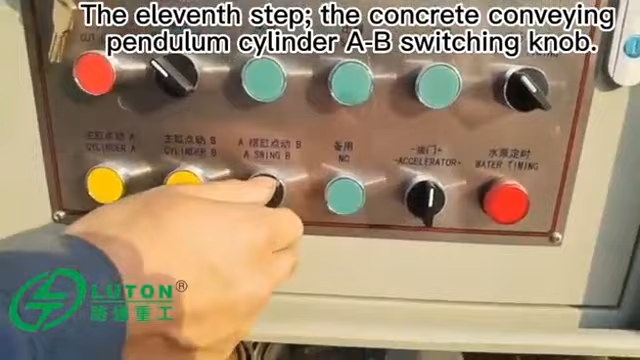 The eleventh step; the concrete conveying
pendulum cylinder A-B switching knob.
主缸点动 A
CYLINDER A
主缸点动 B
CYLINDER B
A 摆缸点动 B
A SWING B
备用
NO
-油门+
-ACCELERATOR+
水泵定时
WATER TIMING
LUTON®
路通重工